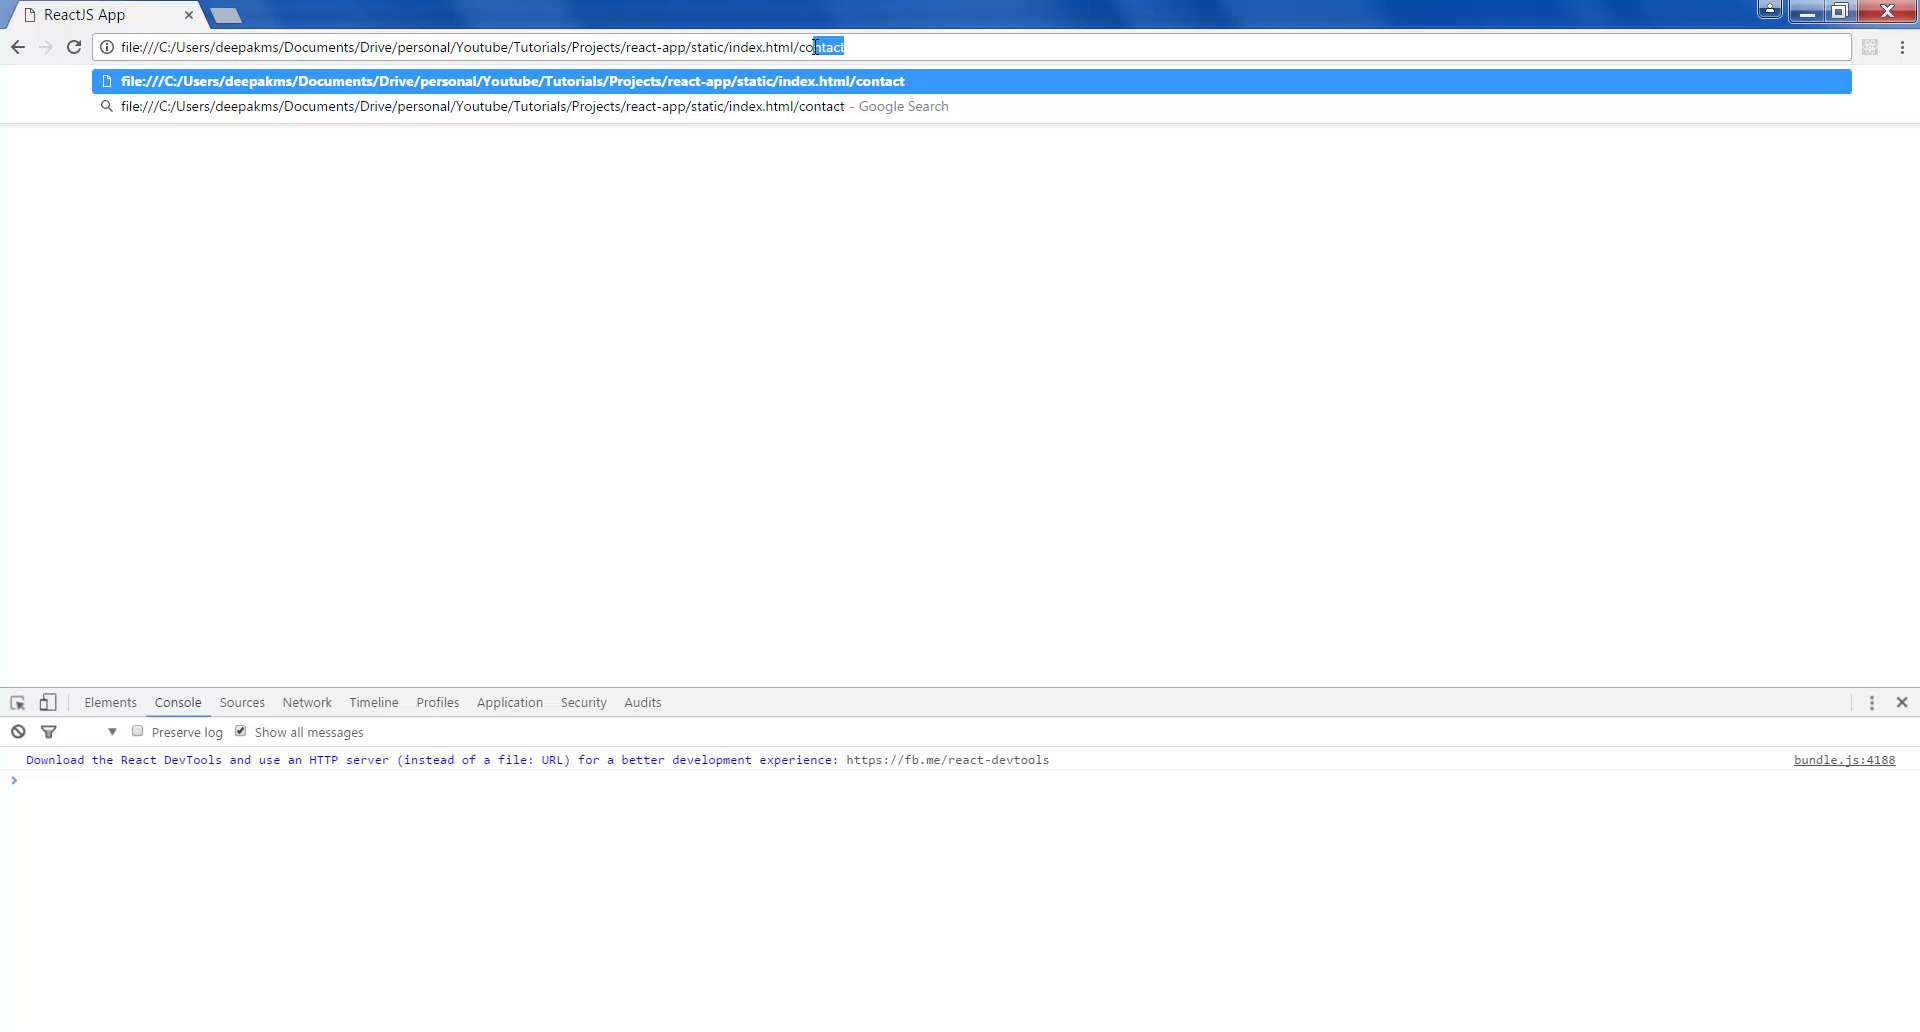 ReactJS App
file:///C:/Users/deepakms/Documents/Drive/personal/Youtube/Tutorials/Projects/react-app/static/index.html/contact
file:///C:/Users/deepakms/Documents/Drive/personal/Youtube/Tutorials/Projects/react-app/static/index.html/contact
file:///C:/Users/deepakms/Documents/Drive/personal/Youtube/Tutorials/Projects/react-app/static/index.html/contact - Google Search
Elements Console Sources Network Timeline Profiles Application Security Audits
Preserve log Show all messages
Download the React DevTools and use an HTTP server (instead of a file: URL) for a better development experience: https://fb.me/react-devtools bundle.js:4188